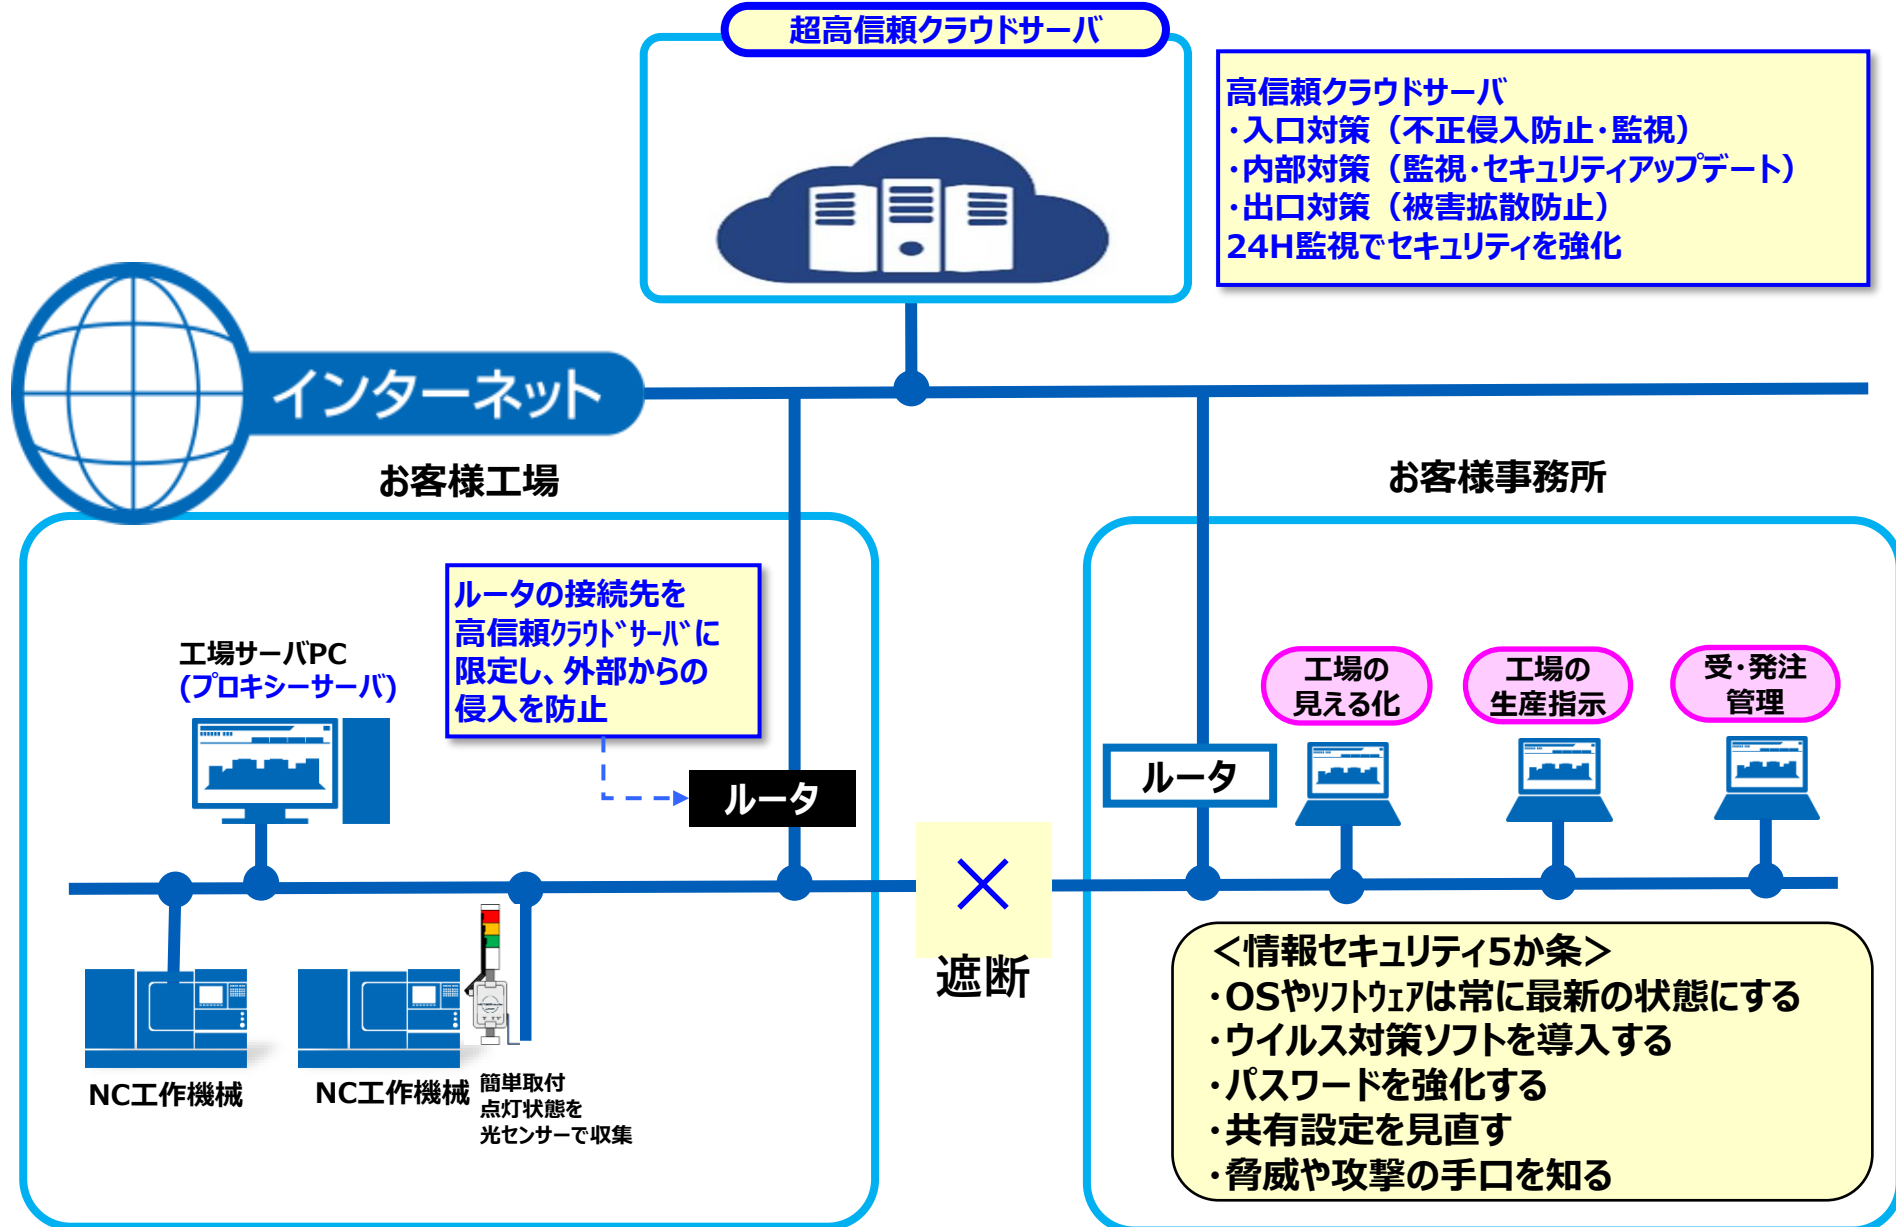 超高信頼クラウドサーバ
高信頼クラウドサーバ
・入口対策（不正侵入防止・監視）
・内部対策（監視・セキュリティアップデート）
・出口対策（被害拡散防止）
24H監視でセキュリティを強化
インターネット
お客様工場
お客様事務所
ルータの接続先を
高信頼ｸﾗｳﾄﾞｻｰﾊﾞに
限定し、外部からの
侵入を防止
工場サーバPC
(プロキシーサーバ)
ルータ
ルータ
工場の
見える化
工場の
生産指示
受・発注
管理
×
遮断
NC工作機械
NC工作機械
簡単取付
点灯状態を
光センサーで収集
＜情報セキュリティ5か条＞
・OSやｿﾌﾄｳｪｱは常に最新の状態にする
・ウイルス対策ソフトを導入する
・パスワードを強化する
・共有設定を見直す
・脅威や攻撃の手口を知る